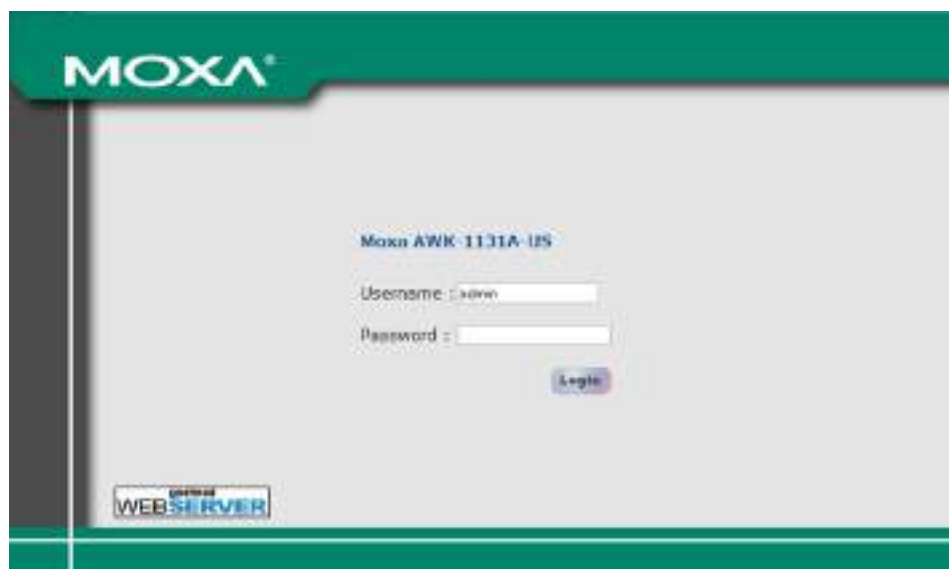 MOXA®
Moxa AWK-1131A-US
Username : admin
Password :
Login
WEBSERVER